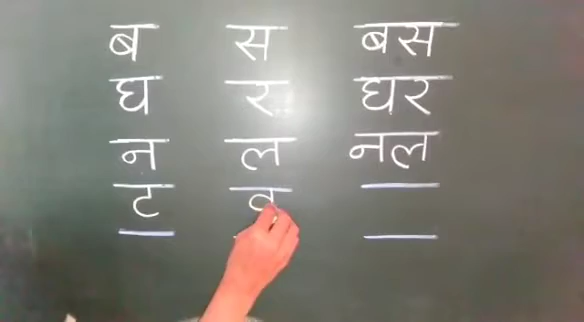 ब स बस
घ र घर
न ल नल
ट